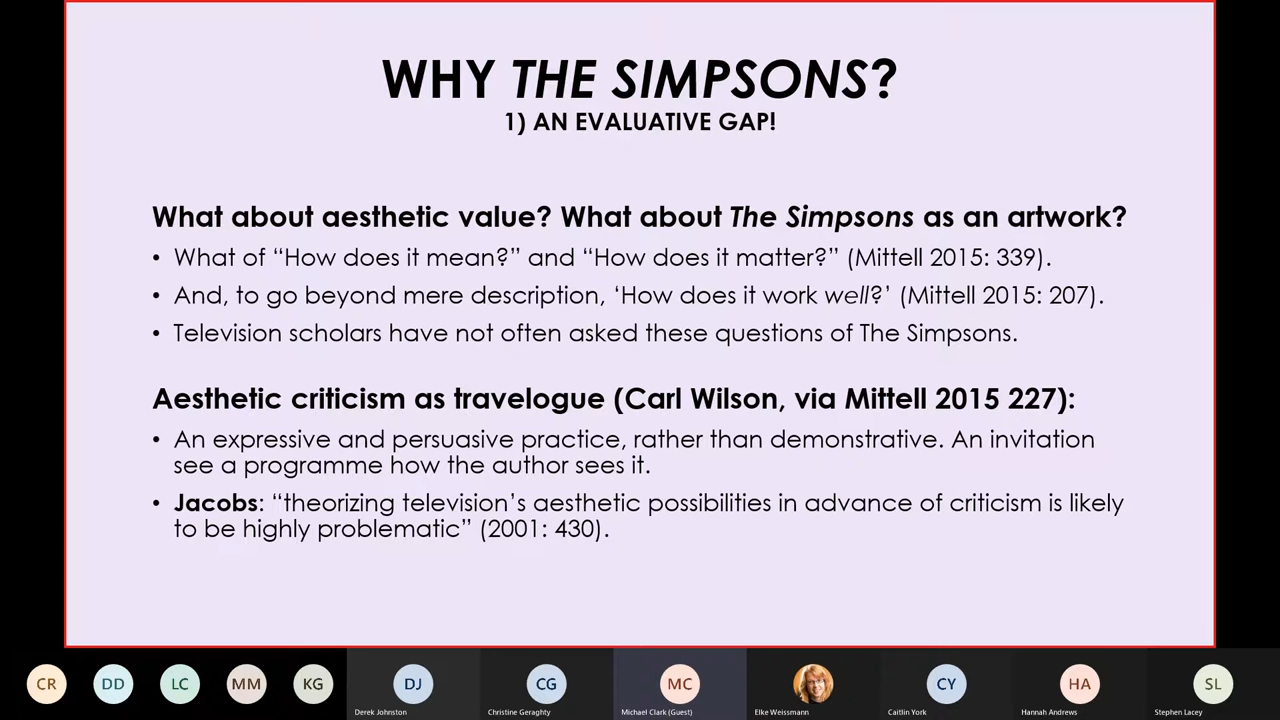 WHY THE SIMPSONS?
1) AN EVALUATIVE GAP!
What about aesthetic value? What about The Simpsons as an artwork?
• What of “How does it mean?” and “How does it matter?” (Mittell 2015: 339).
• And, to go beyond mere description, ‘How does it work well?’ (Mittell 2015: 207).
• Television scholars have not often asked these questions of The Simpsons.
Aesthetic criticism as travelogue (Carl Wilson, via Mittell 2015 227):
• An expressive and persuasive practice, rather than demonstrative. An invitation
see a programme how the author sees it.
• Jacobs: “theorizing television’s aesthetic possibilities in advance of criticism is likely
to be highly problematic” (2001: 430).
CR DD LC MM KG DJ CG MC CY HA SL
Derek Johnston Christine Geraghty Michael Clark (Guest) Elke Weissmann Caitlin York Hannah Andrews Stephen Lacey